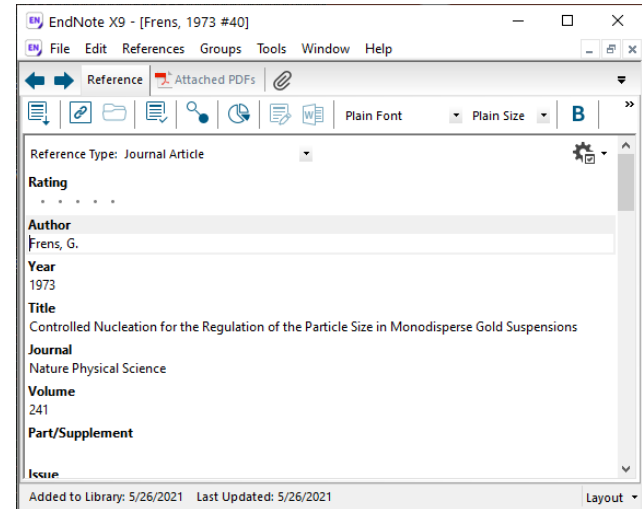 EndNote X9 - [Frens, 1973 #40]
File Edit References Groups Tools Window Help
Reference Attached PDFs
Plain Font Plain Size B »
Reference Type: Journal Article
Rating
Author
Frens, G.
Year
1973
Title
Controlled Nucleation for the Regulation of the Particle Size in Monodisperse Gold Suspensions
Journal
Nature Physical Science
Volume
241
Part/Supplement
Issue
Added to Library: 5/26/2021 Last Updated: 5/26/2021 Layout